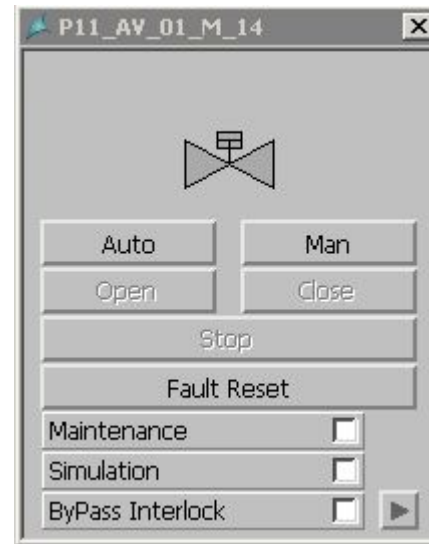 P11_AV_01_M_14
Auto Man
Open Close
Stop
Fault Reset
Maintenance
Simulation
ByPass Interlock